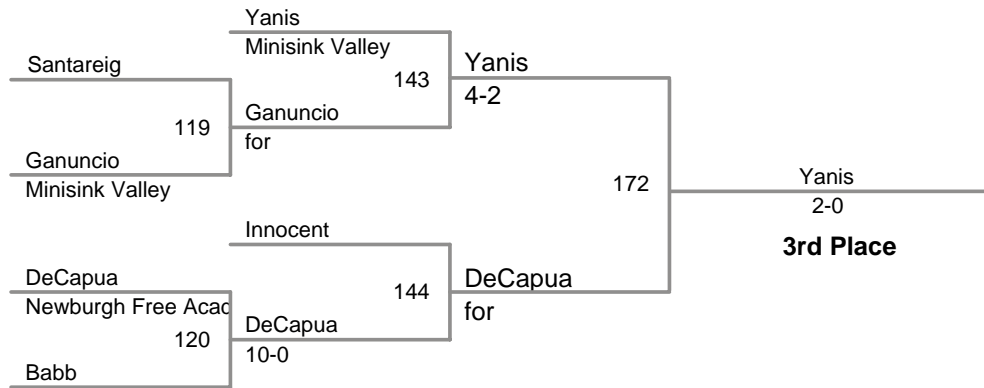 Yanis
Minisink Valley
Santareig
143
Yanis
4-2
119
Ganuncio
for
Ganuncio
Minisink Valley
172
Yanis
2-0
3rd Place
Innocent
DeCapua
Newburgh Free Acad
144
DeCapua
for
120
DeCapua
10-0
Babb